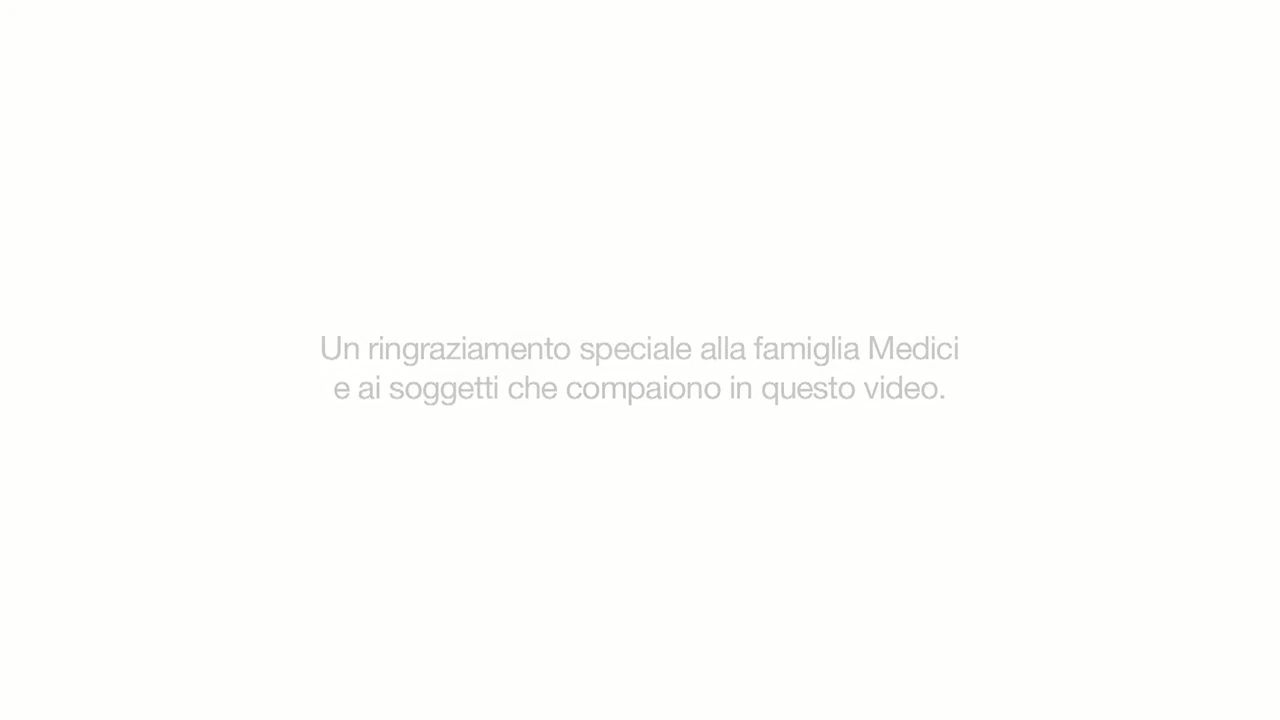 Un ringraziamento speciale alla famiglia Medici
e ai soggetti che compaiono in questo video.